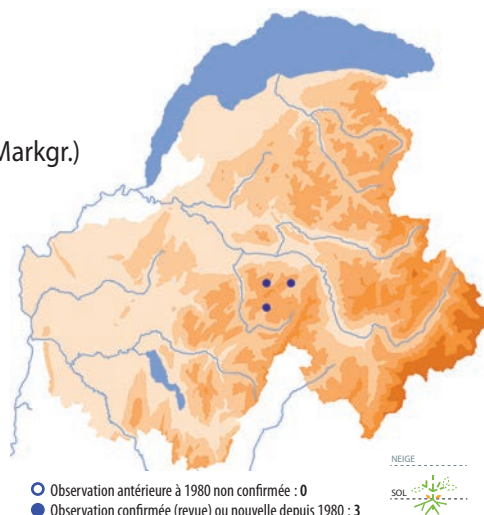 Markgr.)
NEIGE
SOL
Observation antérieure à 1980 non confirmée : 0
Observation confirmée (revue) ou nouvelle depuis 1980 : 3